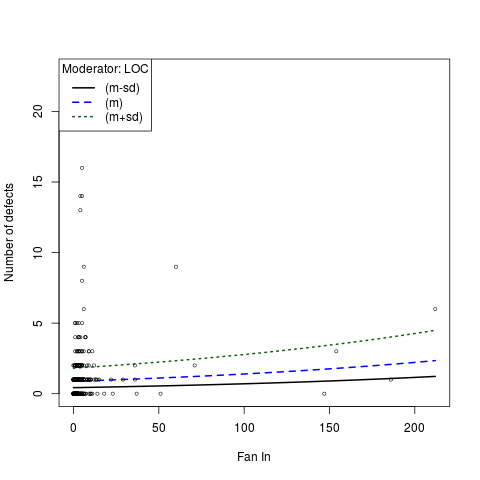 Moderator: LOC
(m-sd)
(m)
(m+sd)
Number of defects
20
15
10
5
0
0 50 100 150 200
Fan In